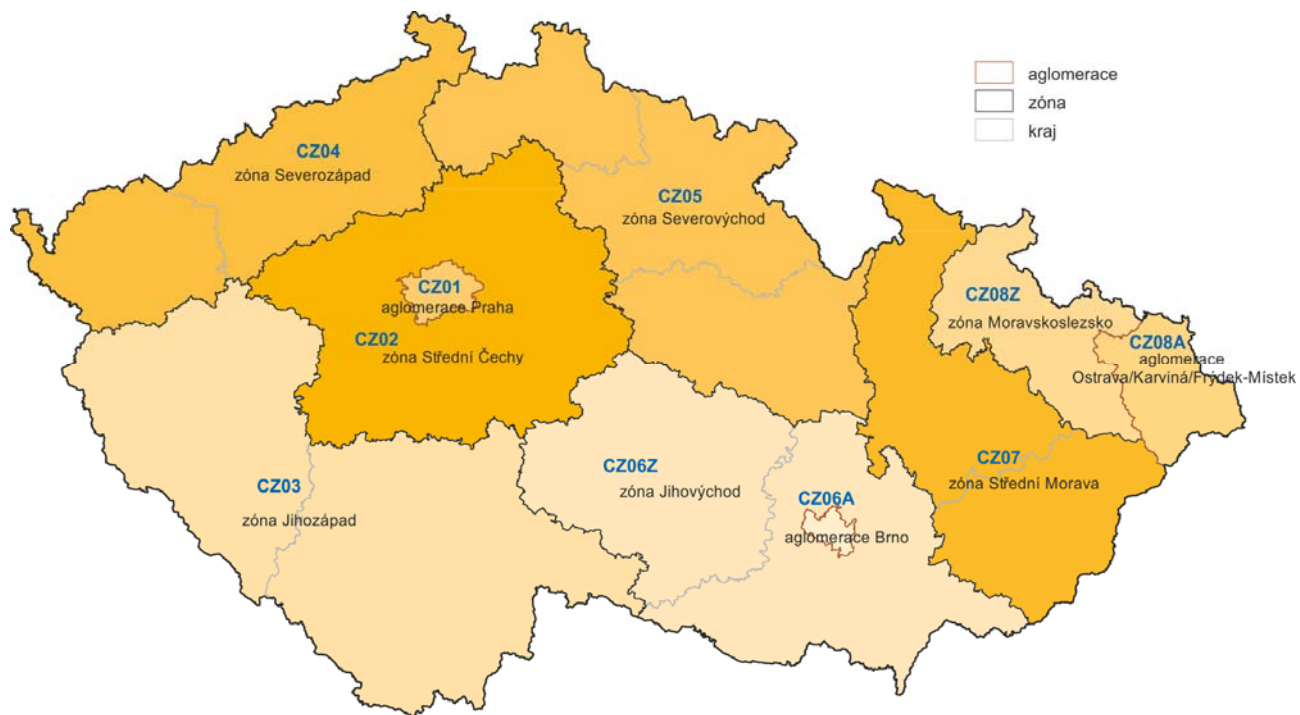 aglomerace
zóna
kraj
CZ04
zóna Severozápad
CZ05
zóna Severovýchod
CZ01
aglomerace Praha
CZ02
zóna Střední Čechy
CZ08Z
zóna Moravskoslezsko
CZ08A
aglomerace
Ostrava/Karviná/Frýdek-Místek
CZ03
zóna Jihozápad
CZ06Z
zóna Jihovýchod
CZ06A
aglomerace Brno
CZ07
zóna Střední Morava